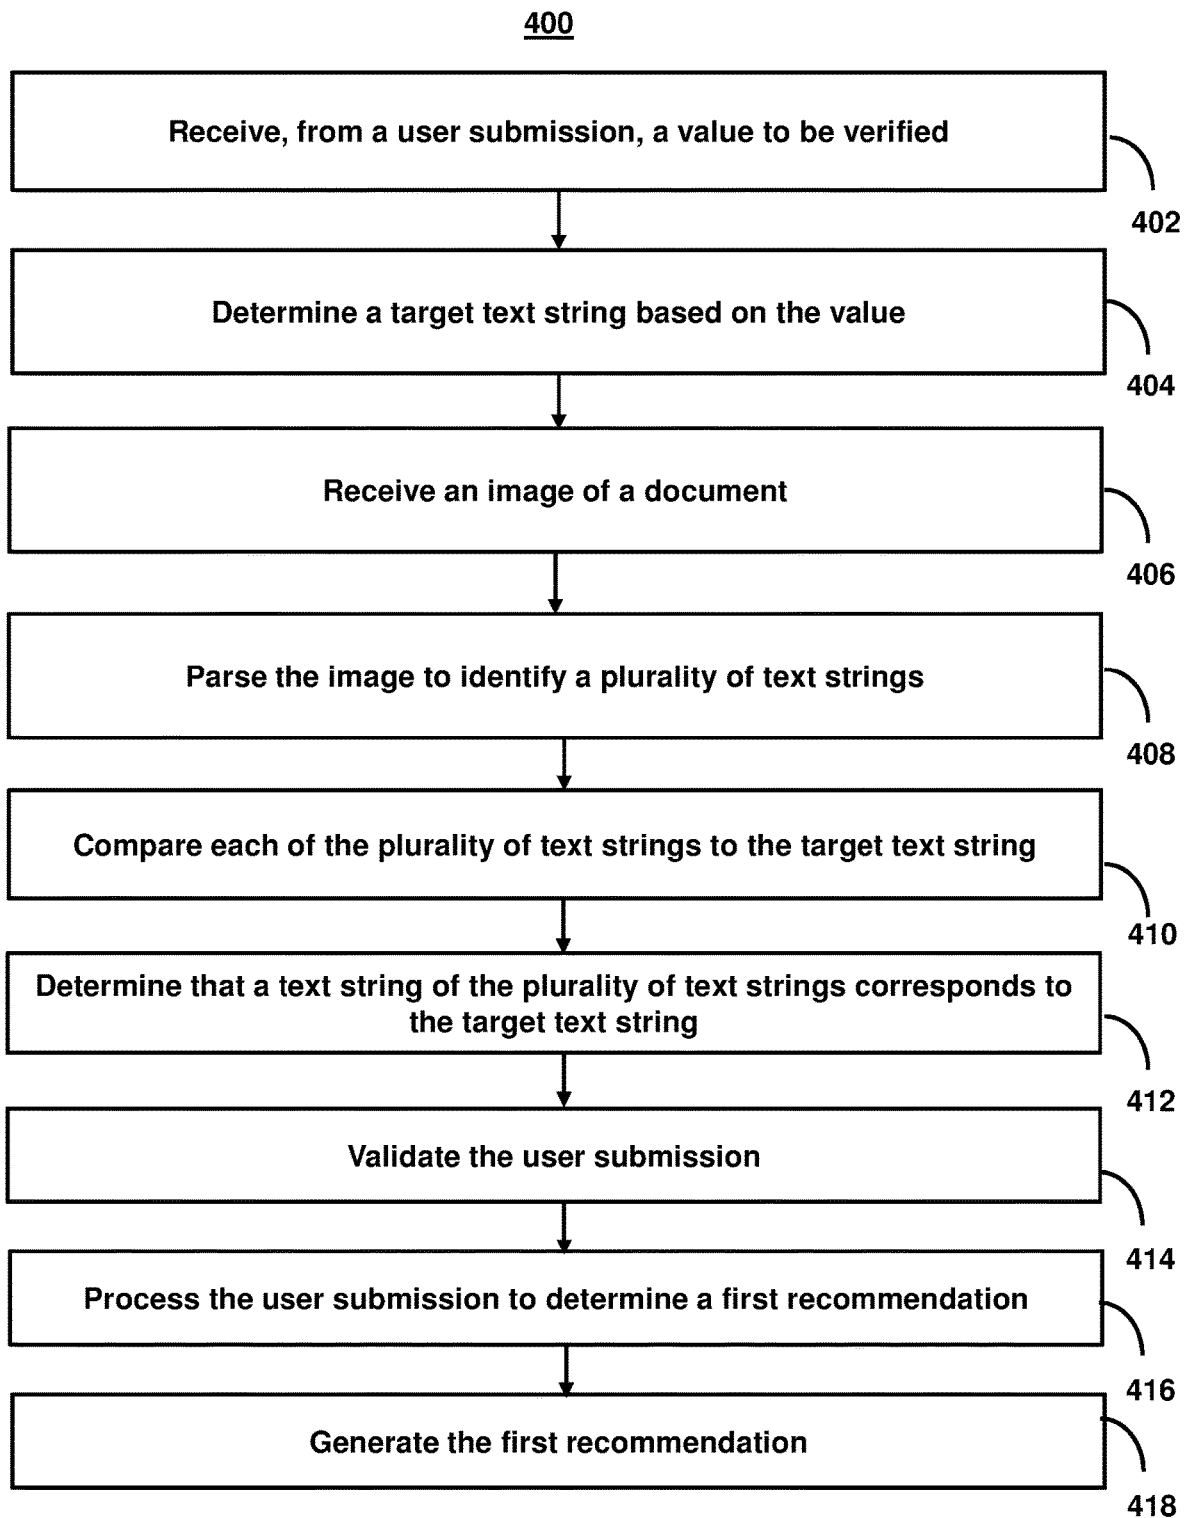 400
Receive, from a user submission, a value to be verified
402
Determine a target text string based on the value
404
Receive an image of a document
406
Parse the image to identify a plurality of text strings
408
Compare each of the plurality of text strings to the target text string
410
Determine that a text string of the plurality of text strings corresponds to
the target text string
412
Validate the user submission
414
Process the user submission to determine a first recommendation
416
Generate the first recommendation
418